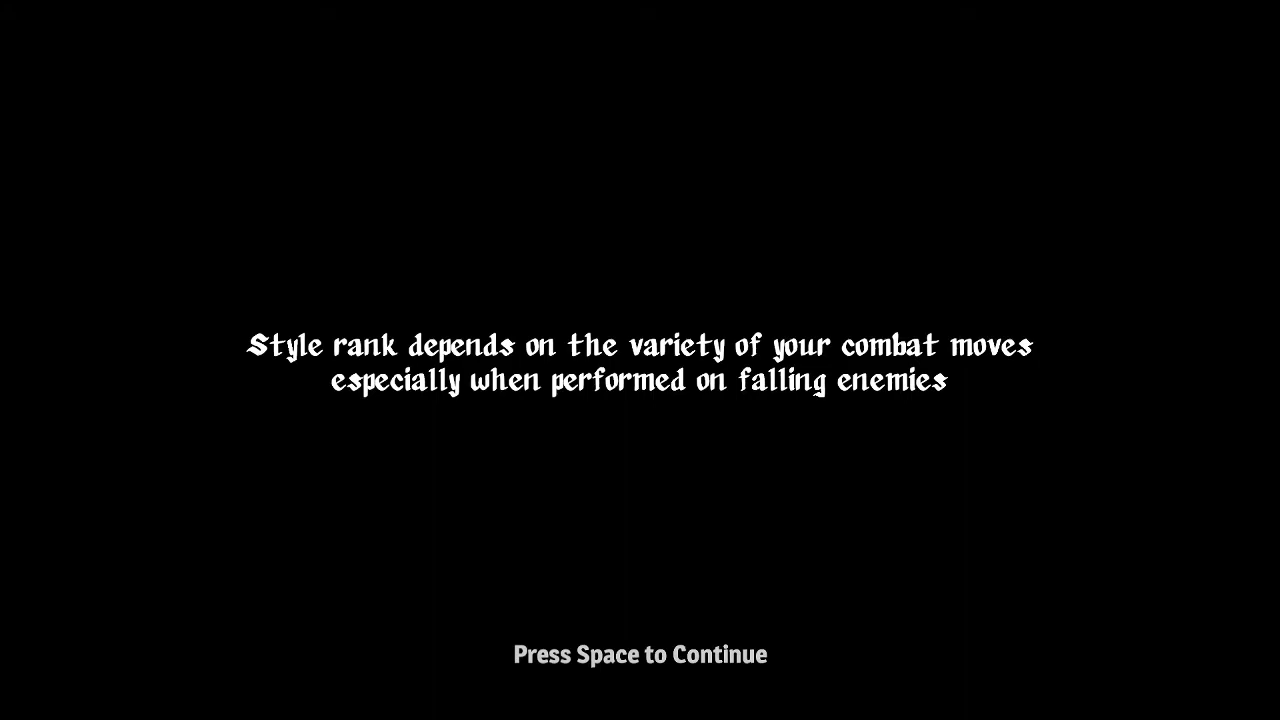 Style rank depends on the variety of your combat moves
especially when performed on falling enemies
Press Space to Continue